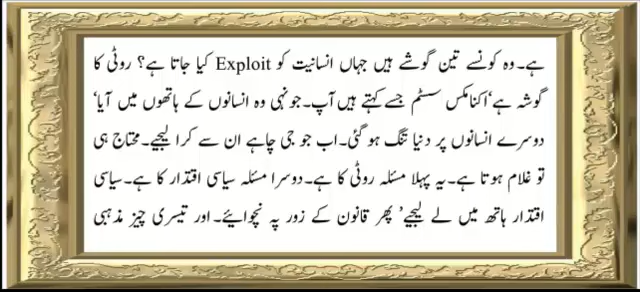 ہے۔ وہ کونسے تین گوشے ہیں جہاں انسانیت کو Exploit کیا جاتا ہے؟ روٹی کا
گوشہ ہے‘ اکنامکس سسٹم جسے کہتے ہیں آپ۔ جونہی وہ انسانوں کے ہاتھوں میں آیا‘
دوسرے انسانوں پر دنیا تنگ ہو گئی۔ اب جو جی چاہے ان سے کرا لیجیے۔ محتاج ہی
تو غلام ہوتا ہے۔ یہ پہلا مسئلہ روٹی کا ہے۔ دوسرا مسئلہ سیاسی اقتدار کا ہے۔ سیاسی
اقتدار ہاتھ میں لے لیجیے‘ پھر قانون کے زور پہ نچوائیے۔ اور تیسری چیز مذہبی